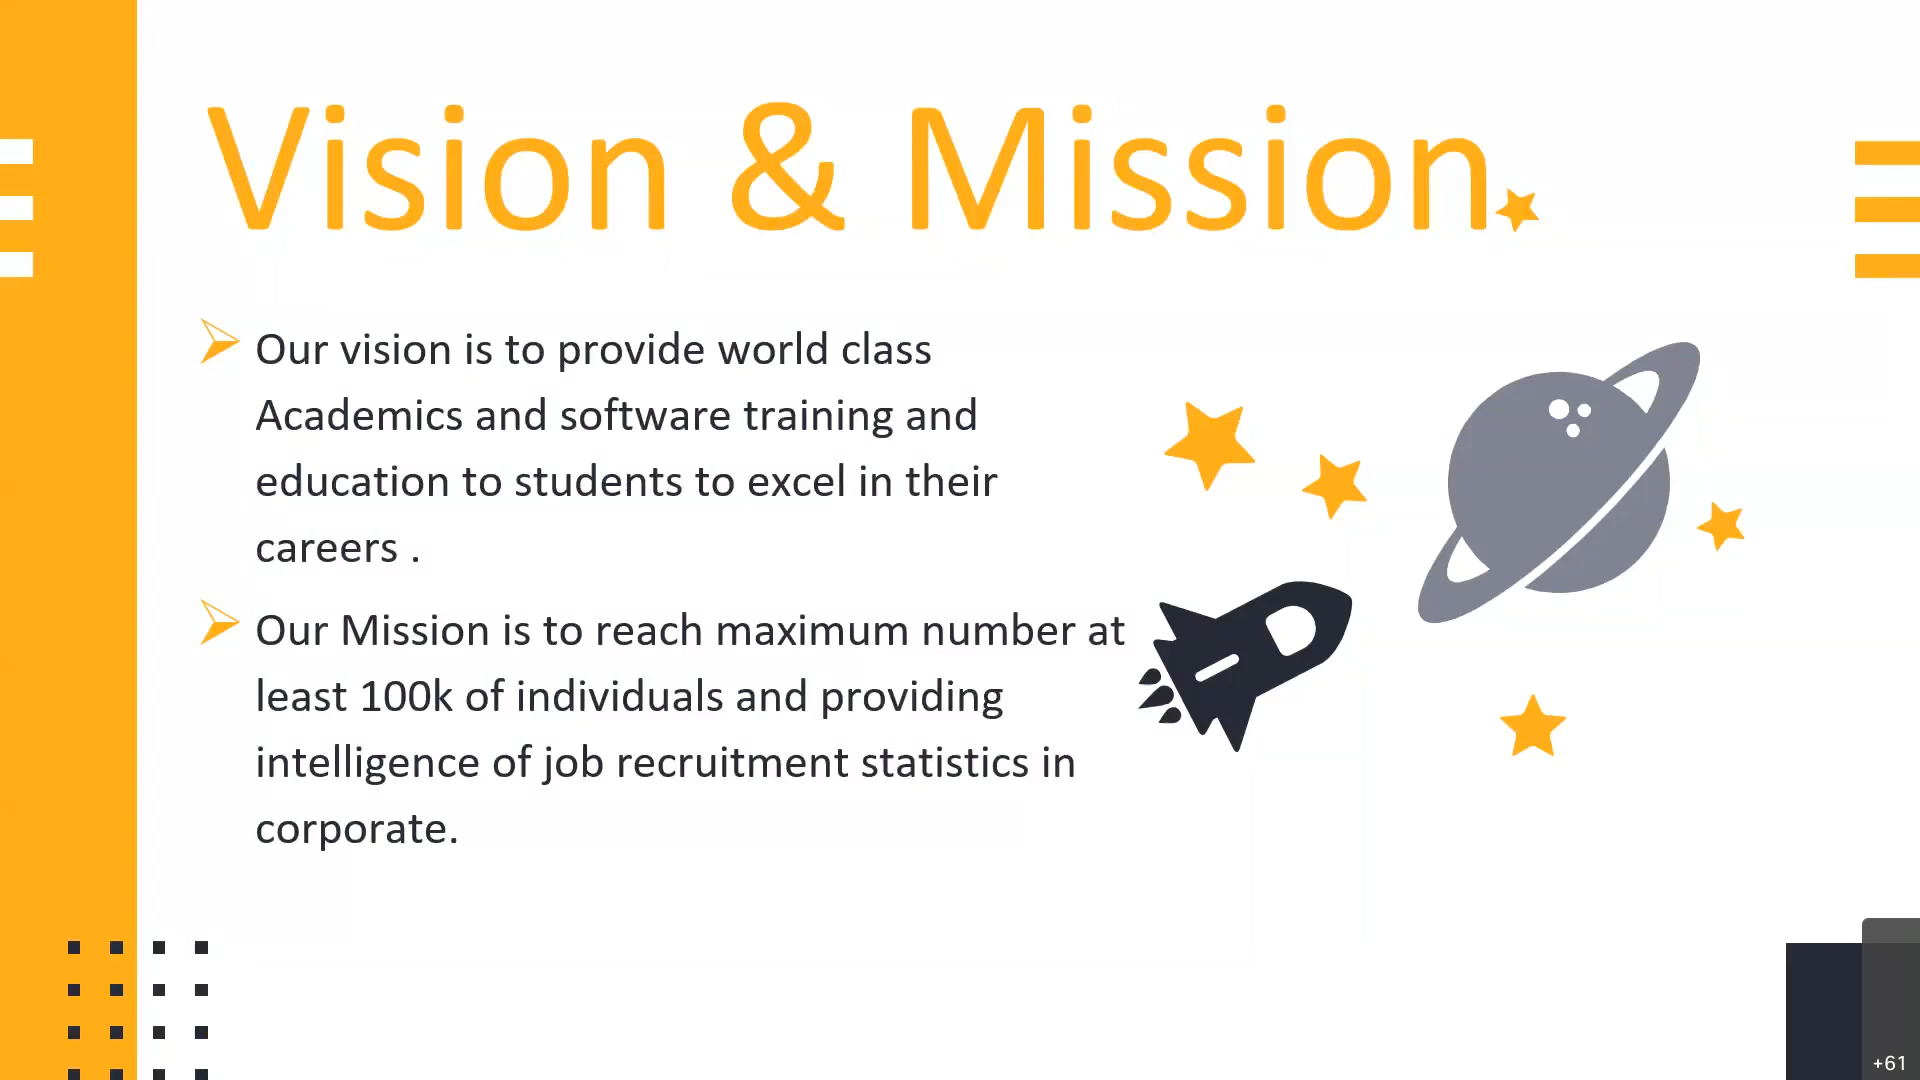 Vision & Mission
Our vision is to provide world class
Academics and software training and
education to students to excel in their
careers .
Our Mission is to reach maximum number at
least 100k of individuals and providing
intelligence of job recruitment statistics in
corporate.
+61